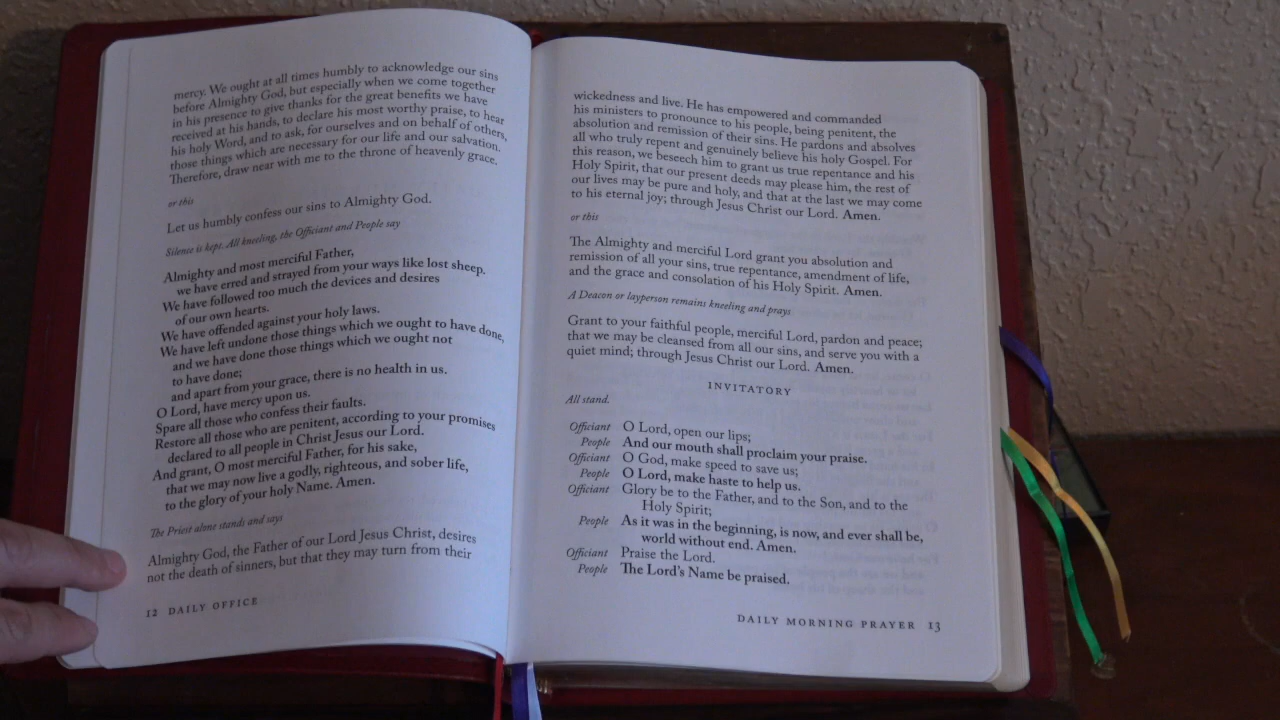 mercy. We ought at all times humbly to acknowledge our sins
before Almighty God, but especially when we come together
in his presence to give thanks for the great benefits we have
received at his hands, to declare his most worthy praise, to hear
his holy Word, and to ask, for ourselves and on behalf of others,
those things which are necessary for our life and our salvation.
Therefore, draw near with me to the throne of heavenly grace.
or this
Let us humbly confess our sins to Almighty God.
Silence is kept. All kneeling, the Officiant and People say
Almighty and most merciful Father,
we have erred and strayed from your ways like lost sheep.
We have followed too much the devices and desires
of our own hearts.
We have offended against your holy laws.
We have left undone those things which we ought to have done,
and we have done those things which we ought not
to have done;
and apart from your grace, there is no health in us.
O Lord, have mercy upon us.
Spare all those who confess their faults.
Restore all those who are penitent, according to your promises
declared to all people in Christ Jesus our Lord.
And grant, O most merciful Father, for his sake,
that we may now live a godly, righteous, and sober life,
to the glory of your holy Name. Amen.
The Priest alone stands and says
Almighty God, the Father of our Lord Jesus Christ, desires
not the death of sinners, but that they may turn from their
12 DAILY OFFICE
wickedness and live. He has empowered and commanded
his ministers to pronounce to his people, being penitent, the
absolution and remission of their sins. He pardons and absolves
all who truly repent and genuinely believe his holy Gospel. For
this reason, we beseech him to grant us true repentance and his
Holy Spirit, that our present deeds may please him, the rest of
our lives may be pure and holy, and that at the last we may come
to his eternal joy; through Jesus Christ our Lord. Amen.
or this
The Almighty and merciful Lord grant you absolution and
remission of all your sins, true repentance, amendment of life,
and the grace and consolation of his Holy Spirit. Amen.
A Deacon or layperson remains kneeling and prays
Grant to your faithful people, merciful Lord, pardon and peace;
that we may be cleansed from all our sins, and serve you with a
quiet mind; through Jesus Christ our Lord. Amen.
INVITATORY
All stand.
Officiant O Lord, open our lips;
People And our mouth shall proclaim your praise.
Officiant O God, make speed to save us;
People O Lord, make haste to help us.
Officiant Glory be to the Father, and to the Son, and to the
Holy Spirit;
People As it was in the beginning, is now, and ever shall be,
world without end. Amen.
Officiant Praise the Lord.
People The Lord's Name be praised.
DAILY MORNING PRAYER 13